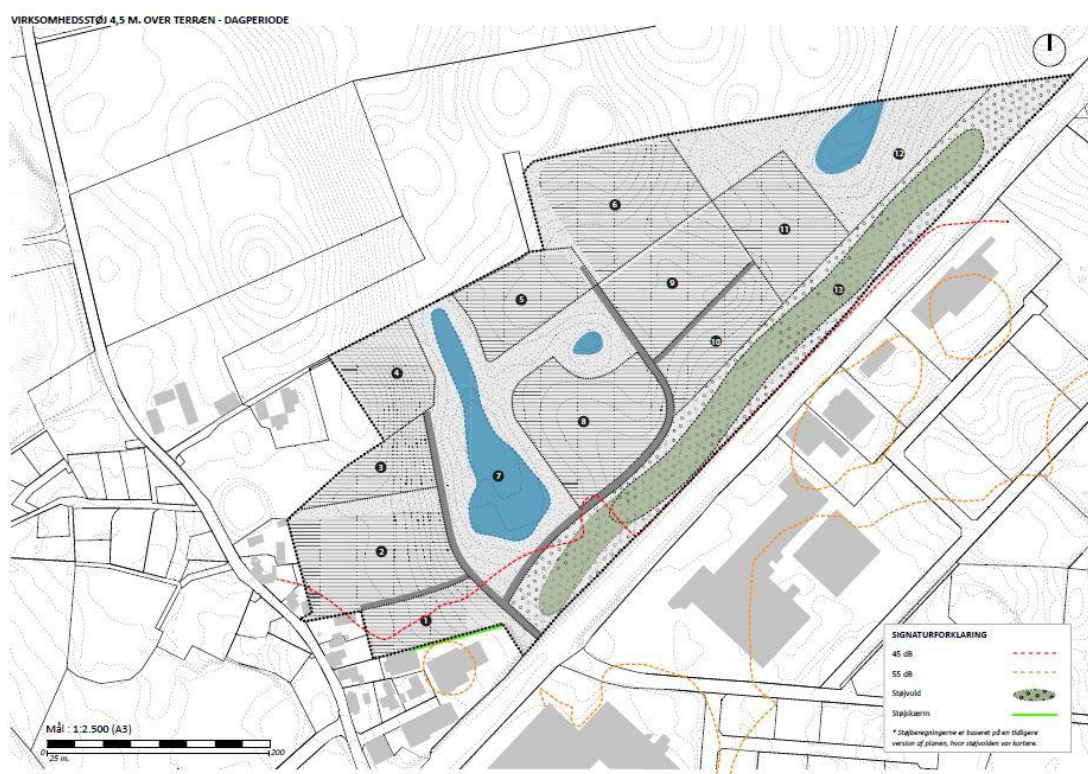 VIRKSOMHEDSSTØJ 4,5 M. OVER TERRÆN - DAGPERIODE
12
6
11
9
13
5
10
4
8
3
7
2
1
SIGNATURFORKLARING
45 dB
55 dB
Støjvold
Støjskærm
* Støjberegningerne er baseret på en tidligere
version af planen, hvor støjvolden var kortere.
Mål : 1:2.500 (A3)
0 200
25 m.